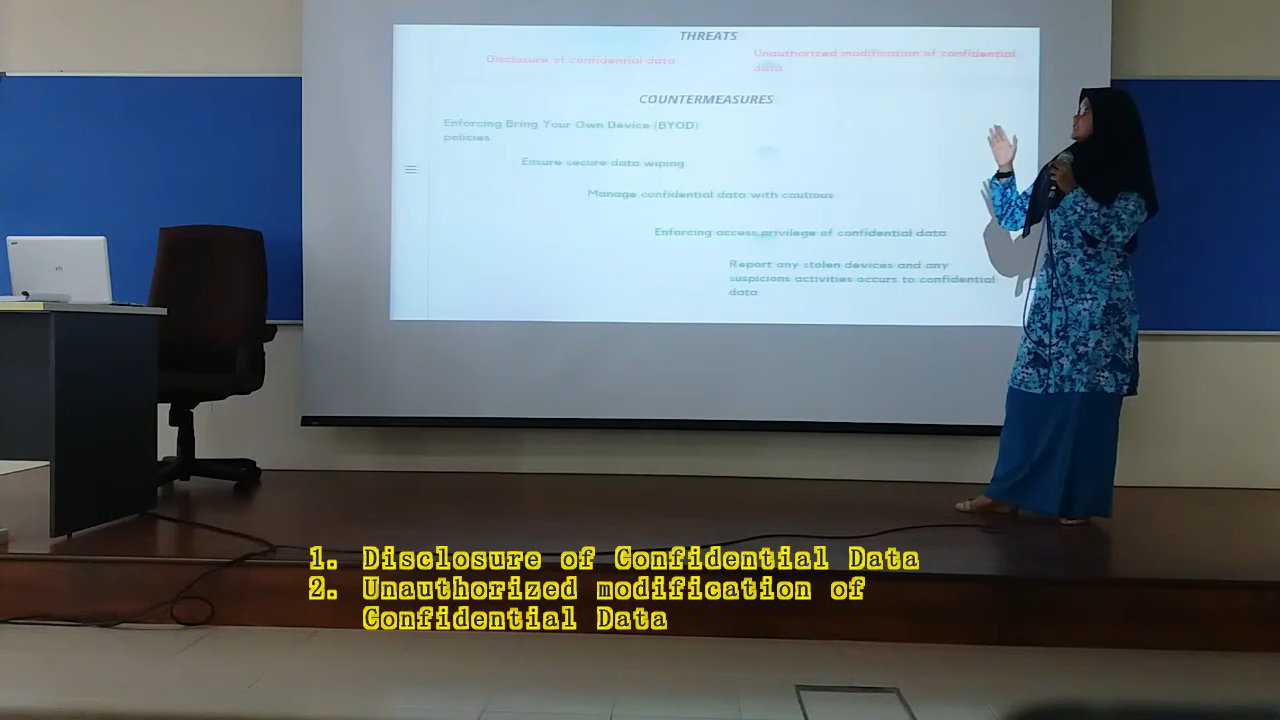 THREATS
Disclosure of confidential data
Unauthorized modification of confidential
data
COUNTERMEASURES
Enforcing Bring Your Own Device (BYOD)
policies
Ensure secure data wiping
Manage confidential data with cautious
Enforcing access privilege of confidential data
Report any stolen devices and any
suspicions activities occurs to confidential
data
1. Disclosure of Confidential Data
2. Unauthorized modification of
Confidential Data